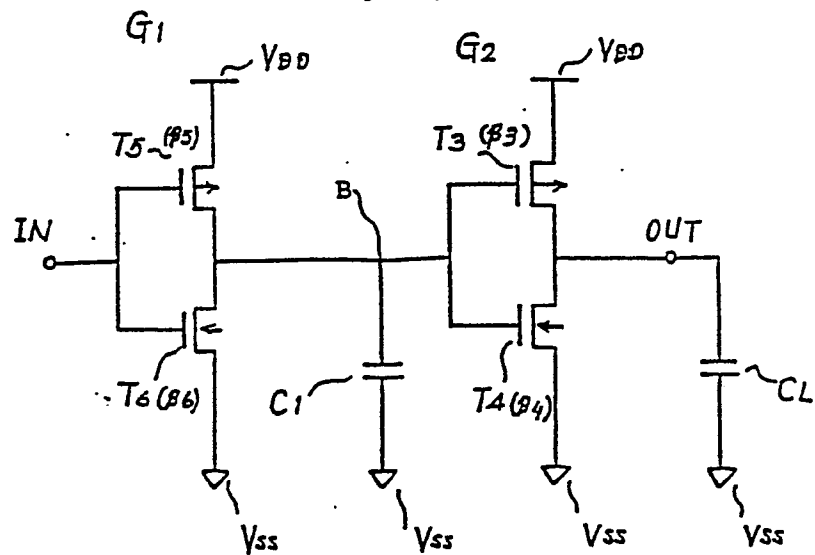 G1
VDD
G2
VDD
T5 (β5)
T3 (β3)
B
IN
OUT
T6 (β6)
C1
T4 (β4)
CL
VSS
VSS
VSS
VSS